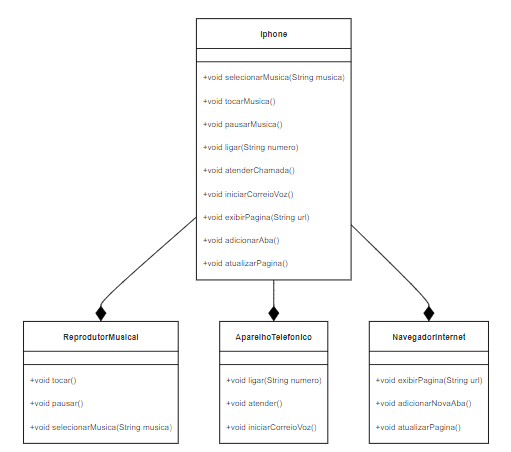 Iphone
+void selecionarMusica(String musica)
+void tocarMusica()
+void pausarMusica()
+void ligar(String numero)
+void atenderChamada()
+void iniciarCorreioVoz()
+void exibirPagina(String url)
+void adicionarAba()
+void atualizarPagina()
ReprodutorMusical
+void tocar()
+void pausar()
+void selecionarMusica(String musica)
AparelhoTelefonico
+void ligar(String numero)
+void atender()
+void iniciarCorreioVoz()
NavegadorInternet
+void exibirPagina(String url)
+void adicionarNovaAba()
+void atualizarPagina()